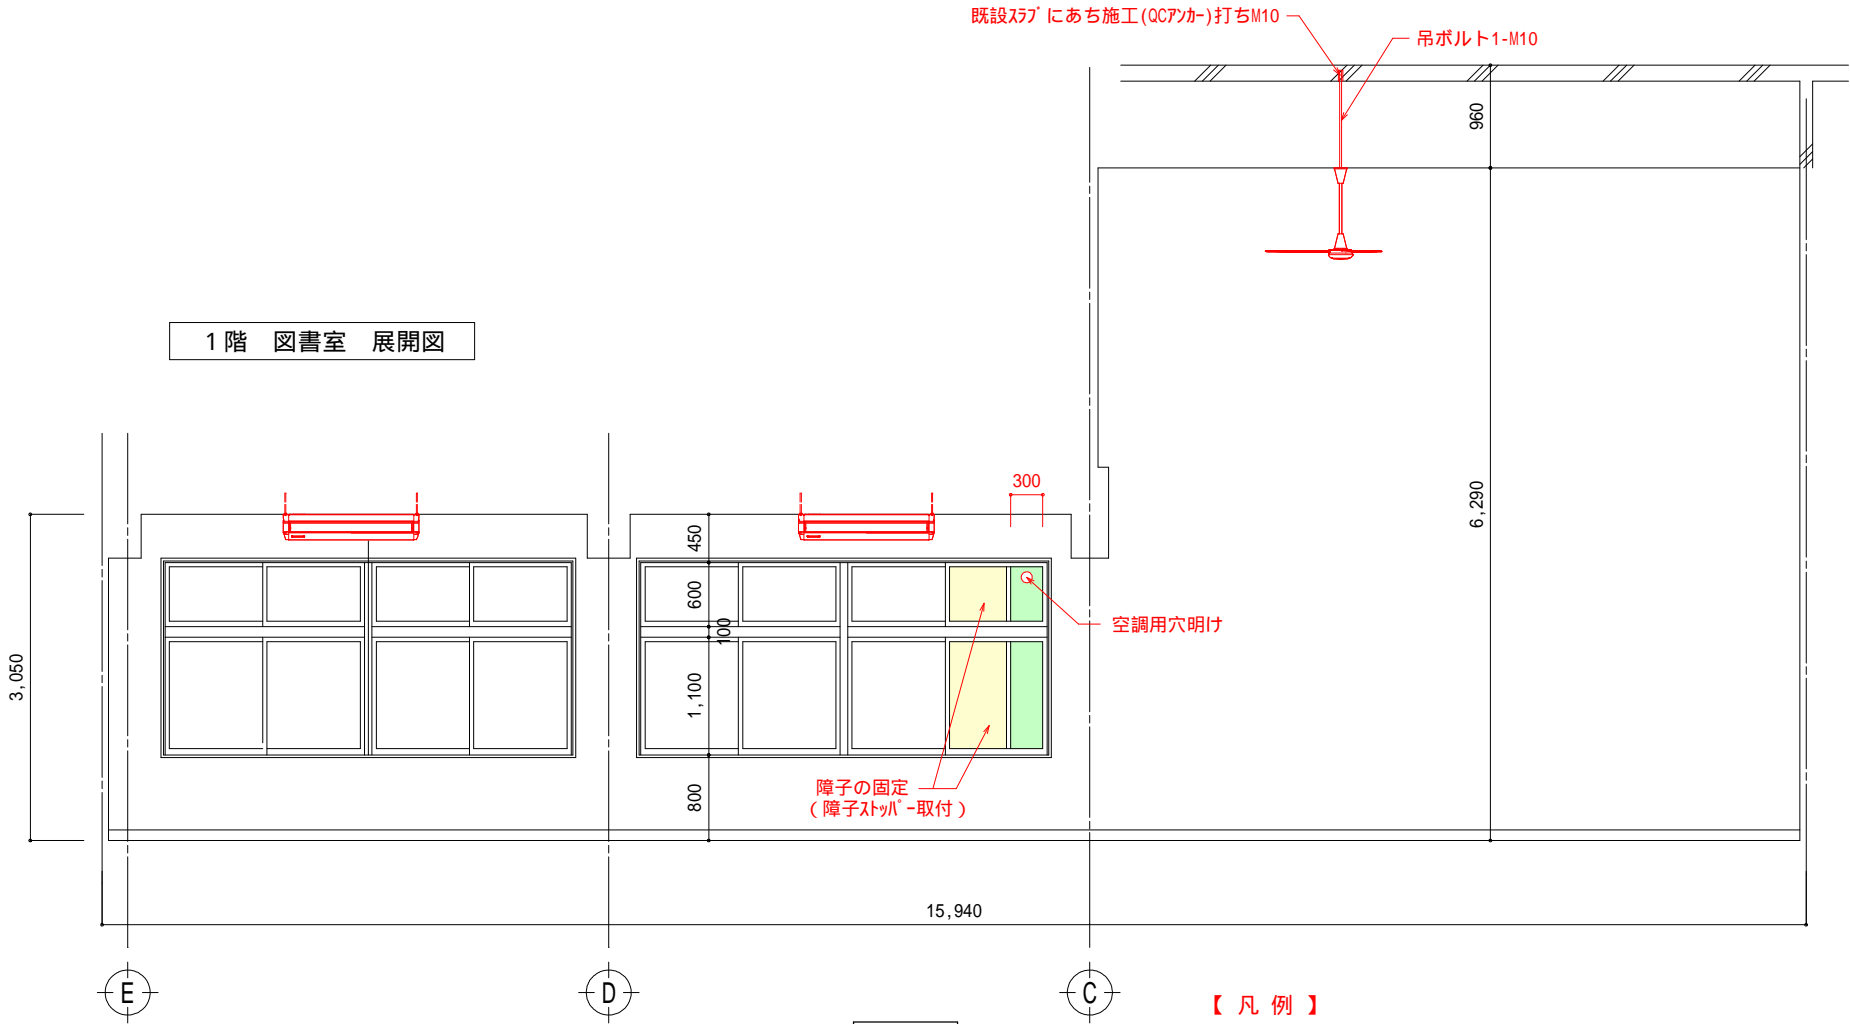 既設ｽﾗﾌﾞにあち施工(QCｱﾝｶｰ)打ちM10
吊ボルト1-M10
960
1階　図書室　展開図
300
450
6,290
600
100
空調用穴明け
3,050
1,100
障子の固定
(障子ｽﾄｯﾊﾟｰ取付)
800
15,940
E
D
C
【 凡 例 】